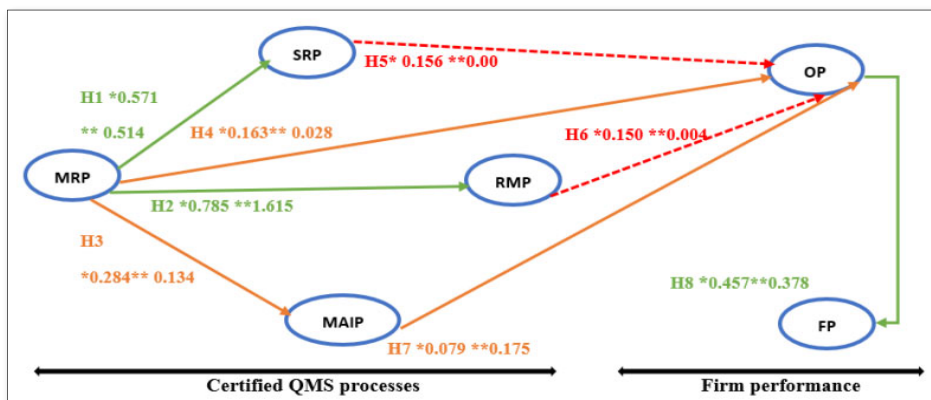 SRP
H5* 0.156 **0.00
OP
H1 *0.571
** 0.514
H4 *0.163** 0.028
H6 *0.150 **0.004
MRP
RMP
H2 *0.785 **1.615
H3
*0.284** 0.134
H8 *0.457**0.378
MAIP
FP
H7 *0.079 **0.175
Certified QMS processes
Firm performance